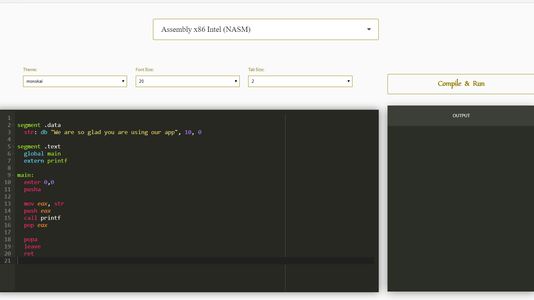 Assembly x86 Intel (NASM)
Theme: Font Size: Tab Size:
monokai 20 2
Compile & Run
OUTPUT
1
2 segment .data
3 str: db "We are so glad you are using our app", 10, 0
4
5 segment .text
6 global main
7 extern printf
8
9 main:
10 enter 0,0
11 pusha
12
13 mov eax, str
14 push eax
15 call printf
16 pop eax
17
18 popa
19 leave
20 ret
21